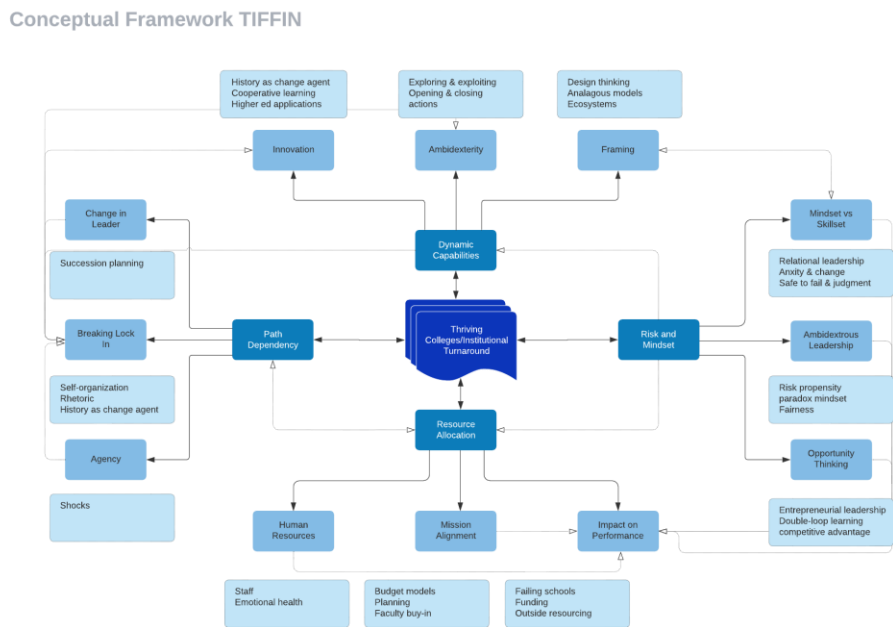 Conceptual Framework TIFFIN
History as change agent
Cooperative learning
Higher ed applications
Exploring & exploiting
Opening & closing
actions
Design thinking
Analagous models
Ecosystems
Innovation
Ambidexterity
Framing
Change in
Leader
Mindset vs
Skillset
Dynamic
Capabilities
Succession planning
Relational leadership
Anxity & change
Safe to fail & judgment
Breaking Lock
In
Path
Dependency
Thriving
Colleges/Institutional
Turnaround
Risk and
Mindset
Ambidextrous
Leadership
Self-organization
Rhetoric
History as change agent
Risk propensity
paradox mindset
Fairness
Resource
Allocation
Agency
Opportunity
Thinking
Shocks
Entrepreneurial leadership
Double-loop learning
competitive advantage
Human
Resources
Mission
Alignment
Impact on
Performance
Staff
Emotional health
Budget models
Planning
Faculty buy-in
Failing schools
Funding
Outside resourcing